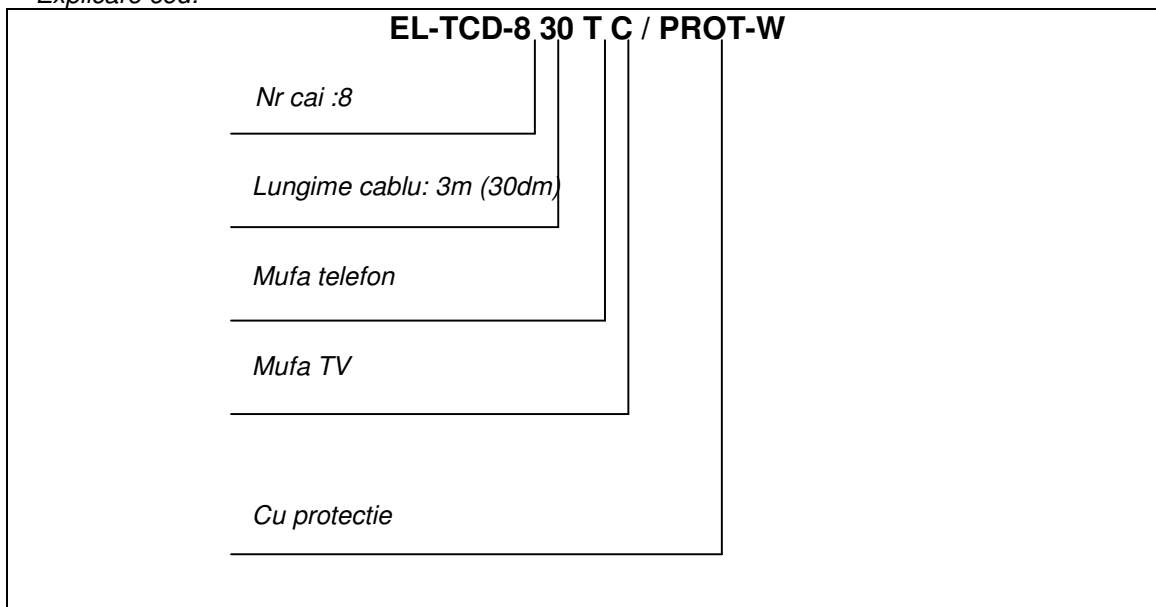 Explicare cod:
EL-TCD-8 30 T C / PROT-W
Nr cai :8
Lungime cablu: 3m (30dm)
Mufa telefon
Mufa TV
Cu protectie